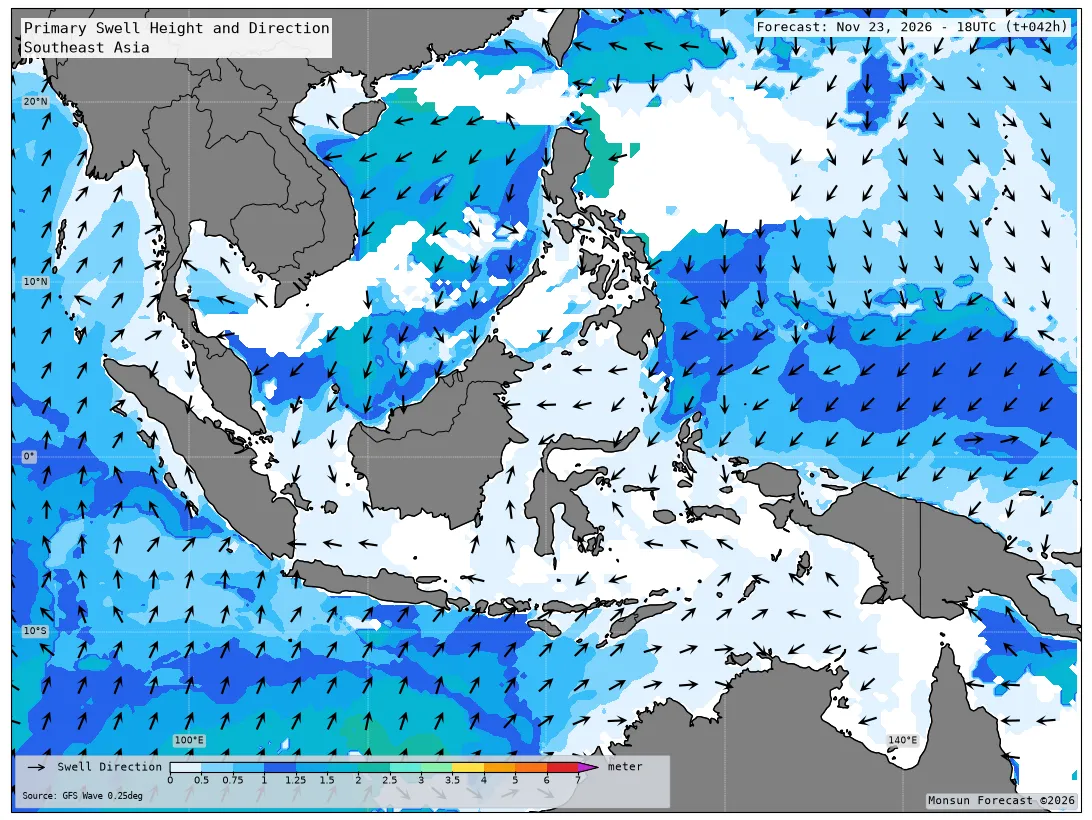 Primary Swell Height and Direction
Southeast Asia
Forecast: Nov 23, 2026 - 18UTC (t+042h)
20°N
10°N
0°
10°S
100°E
140°E
Swell Direction
meter
0 0.5 0.75 1 1.25 1.5 2 2.5 3 3.5 4 5 6 7
Source: GFS Wave 0.25deg
Monsun Forecast ©2026